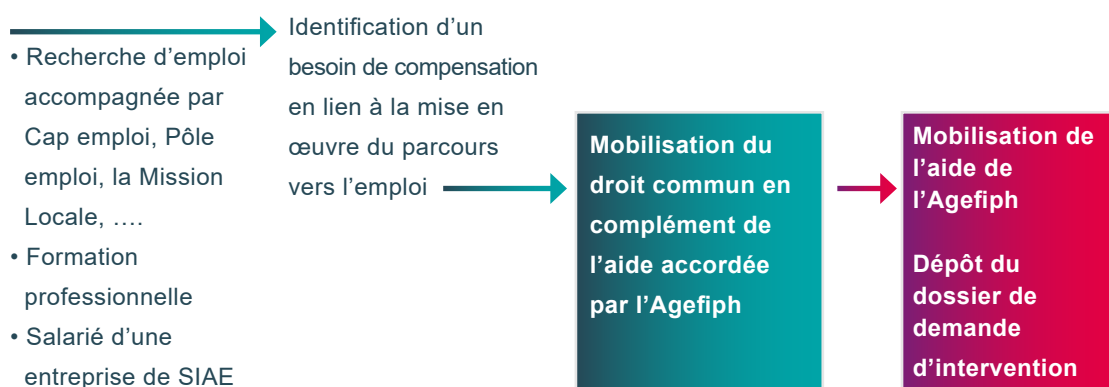 • Recherche d’emploi
accompagnée par
Cap emploi, Pôle
emploi, la Mission
Locale, ….
• Formation
professionnelle
• Salarié d’une
entreprise de SIAE
Identification d’un
besoin de compensation
en lien à la mise en
œuvre du parcours
vers l’emploi
Mobilisation du
droit commun en
complément de
l’aide accordée
par l’Agefiph
Mobilisation de
l’aide de
l’Agefiph
Dépôt du
dossier de
demande
d’intervention